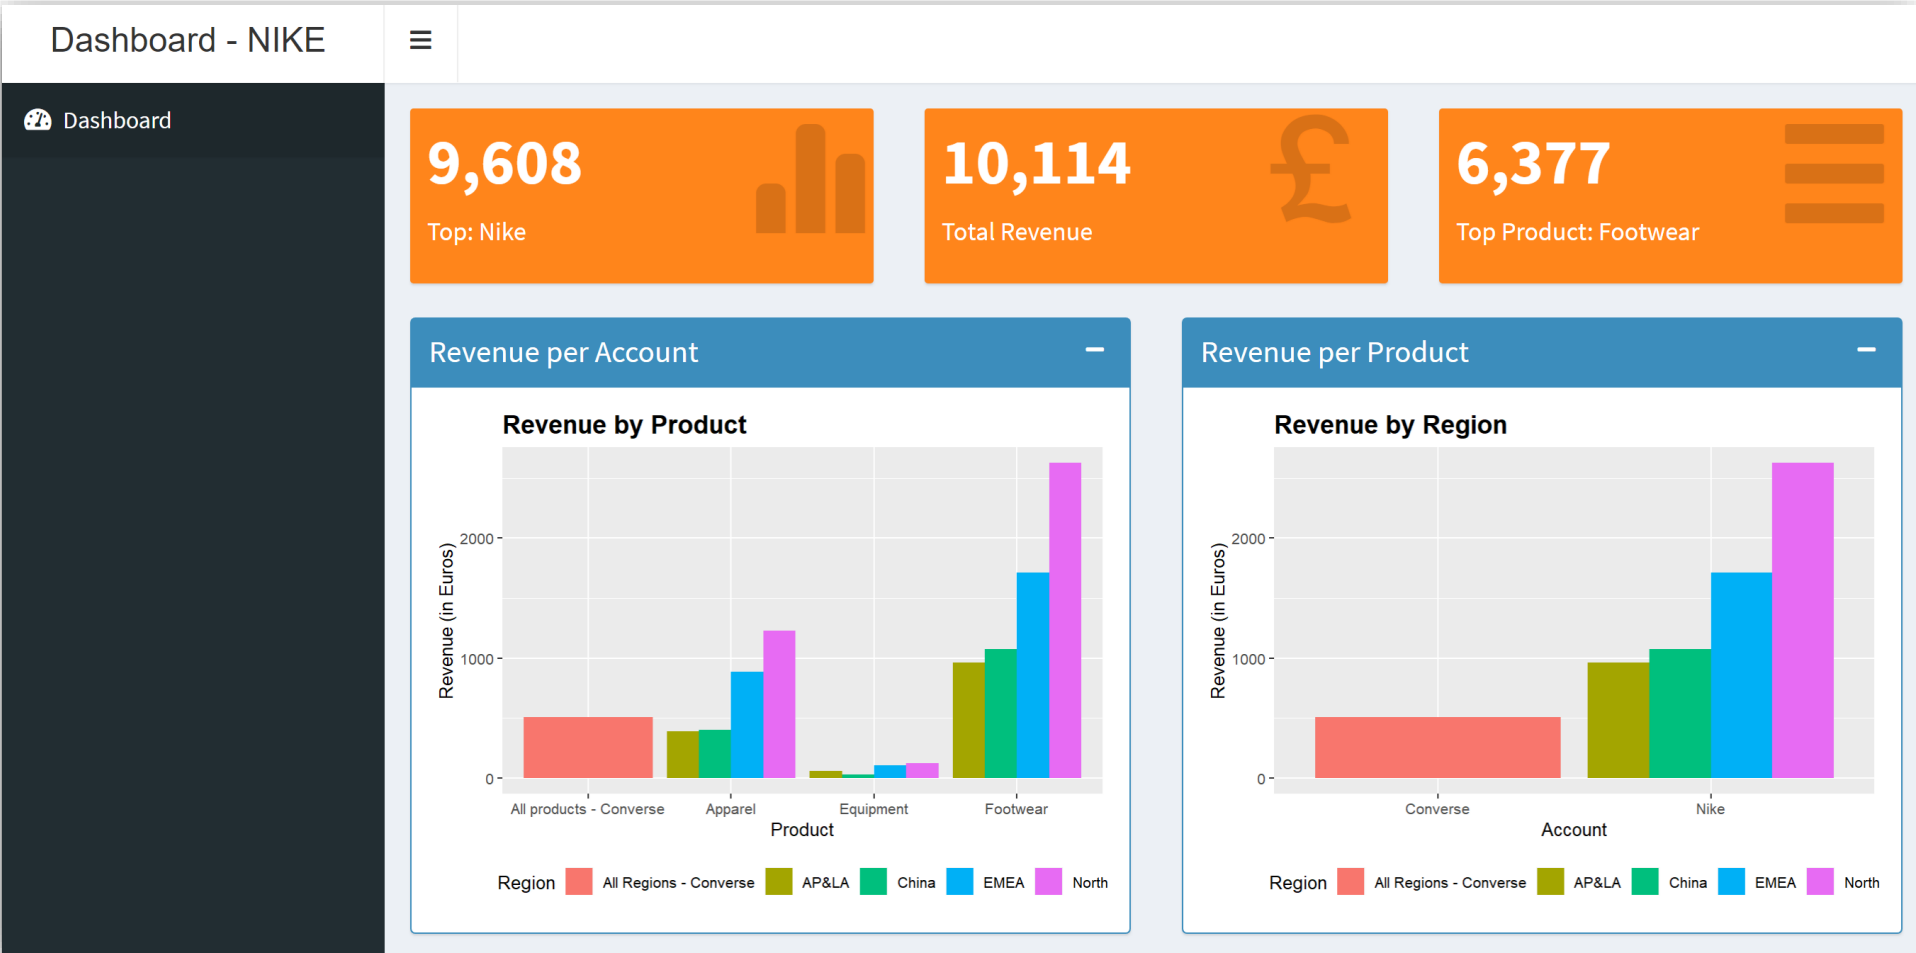 Dashboard - NIKE
Dashboard
9,608
Top: Nike
10,114
Total Revenue
£
6,377
Top Product: Footwear
Revenue per Account
Revenue by Product
Revenue (in Euros)
2000
1000
0
All products - Converse Apparel Equipment Footwear
Product
Region All Regions - Converse AP&LA China EMEA North
Revenue per Product
Revenue by Region
Revenue (in Euros)
2000
1000
0
Converse Nike
Account
Region All Regions - Converse AP&LA China EMEA North